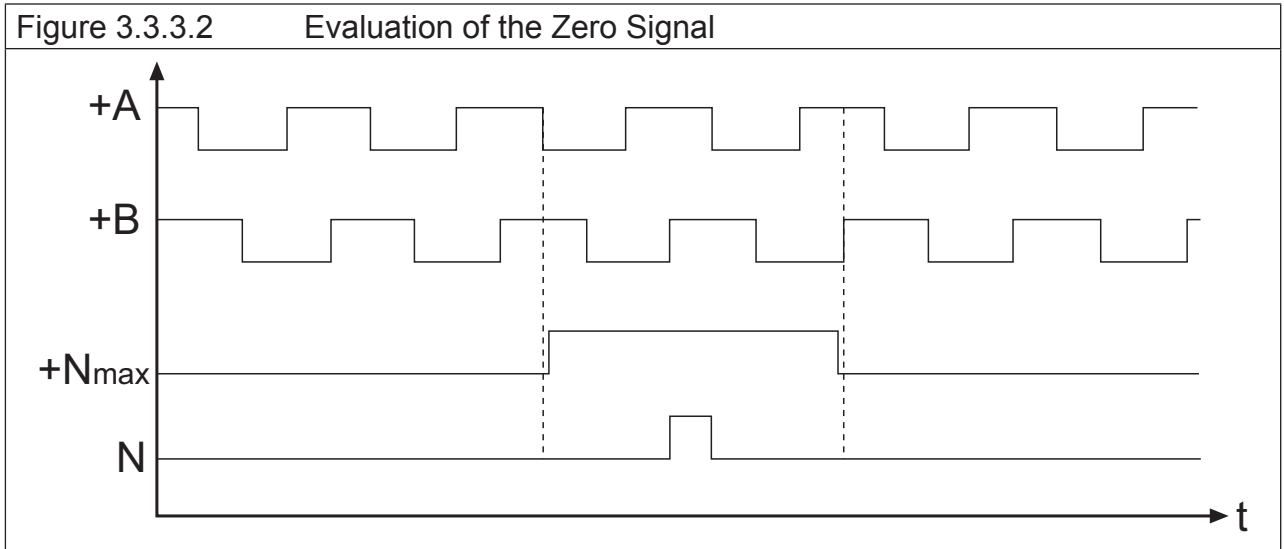 Figure 3.3.3.2 Evaluation of the Zero Signal
+A
+B
+Nmax
N
t